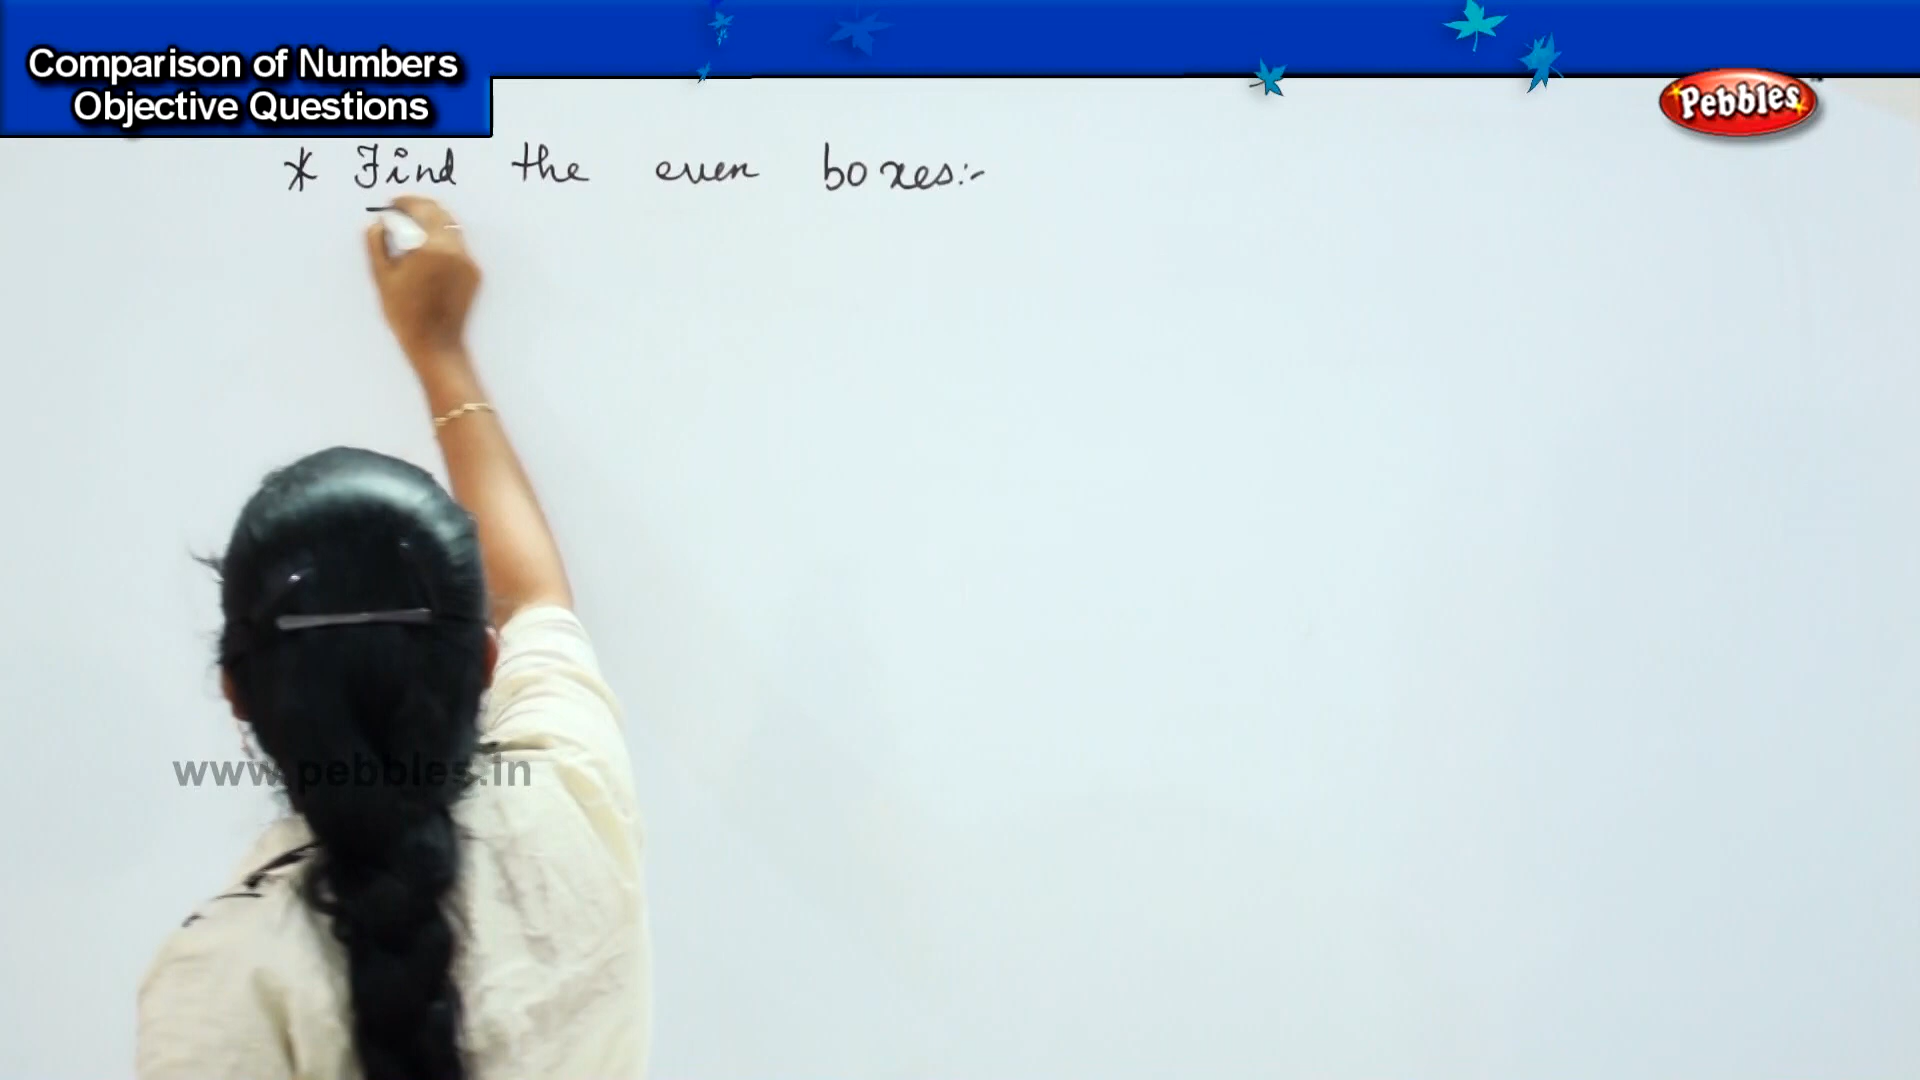 Comparison of Numbers
Objective Questions
Pebbles
* Find the even boxes:-
www.pebbles.in